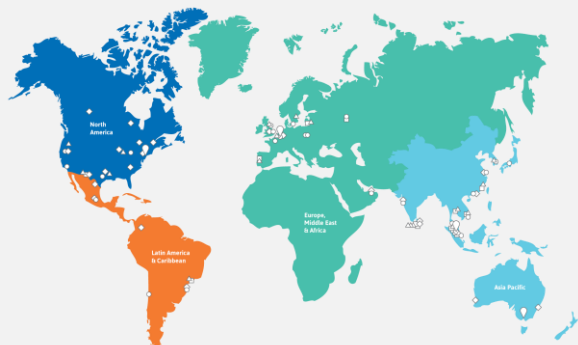 North
America
Europe,
Middle East
& Africa
Latin America
& Caribbean
Asia Pacific